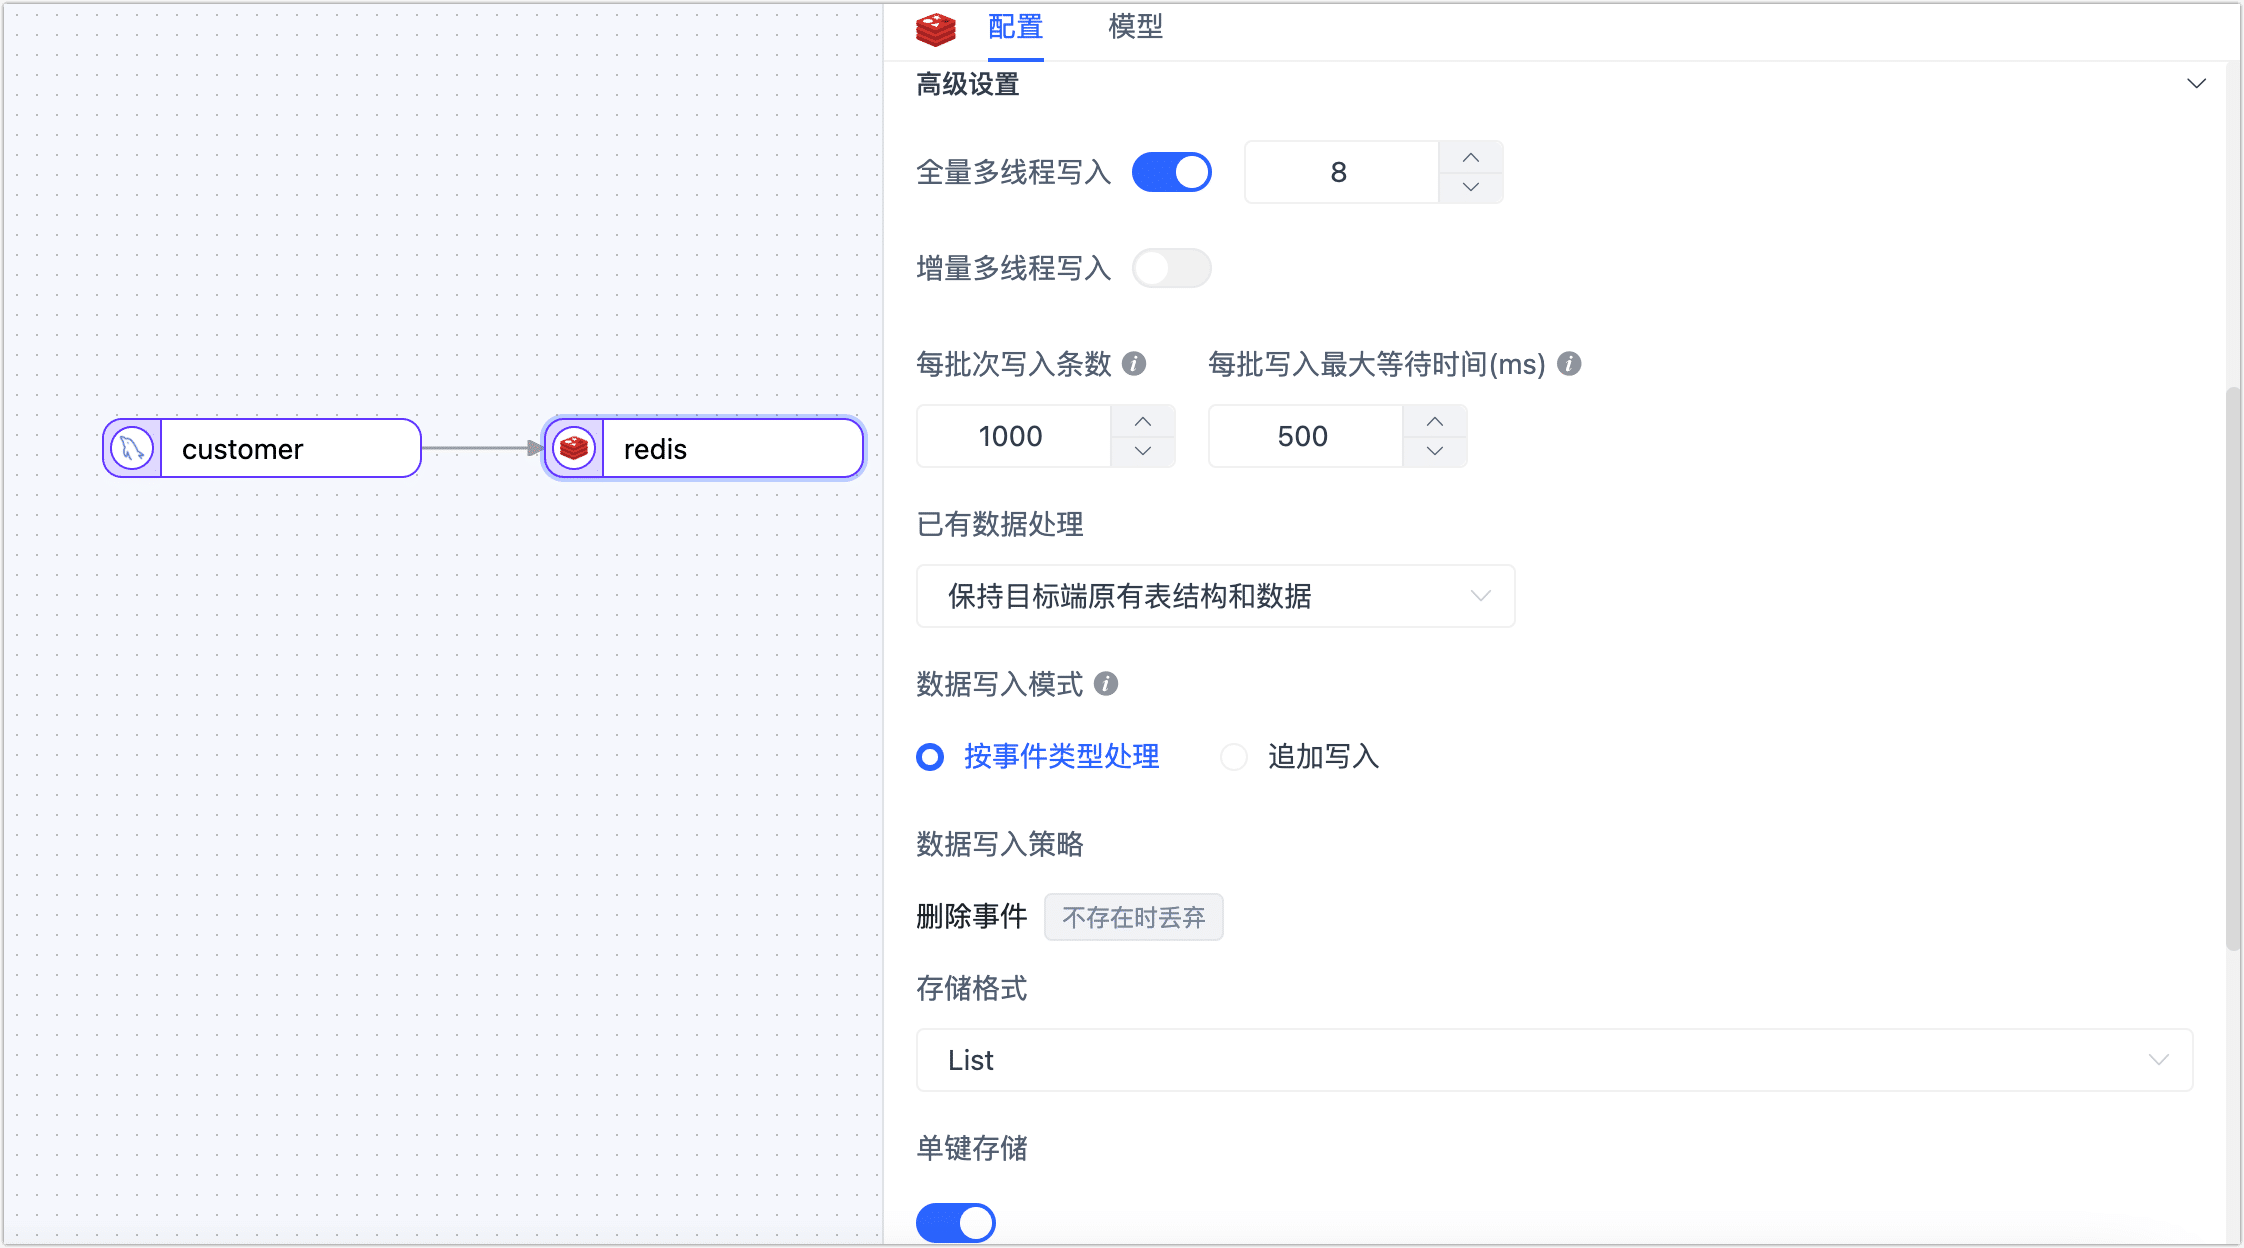 配置 模型
高级设置
全量多线程写入 8
增量多线程写入
每批次写入条数 每批写入最大等待时间(ms)
1000 500
customer redis
已有数据处理
保持目标端原有表结构和数据
数据写入模式
按事件类型处理 追加写入
数据写入策略
删除事件 不存在时丢弃
存储格式
List
单键存储